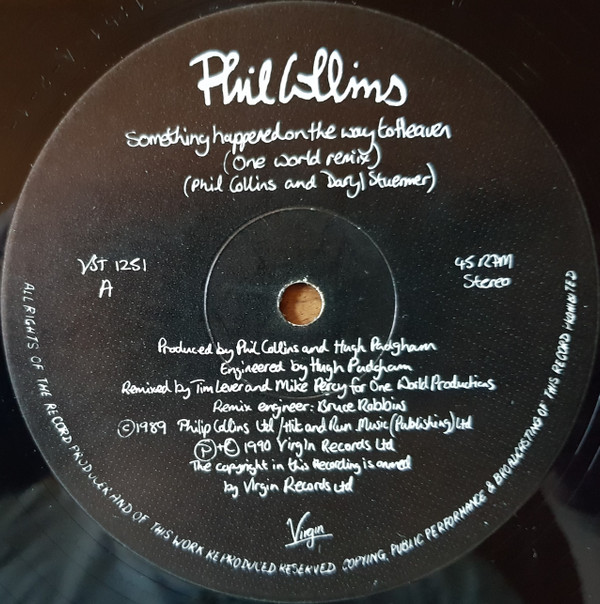 Phil Collins
Something happened on the way to Heaven
(One World remix)
(Phil Collins and Daryl Stuermer)
VST 1251
A
45 RPM
Stereo
Produced by Phil Collins and Hugh Padgham
Engineered by Hugh Padgham
Remixed by Tim Lever and Mike Percy for One World Productions
Remix engineer: Bruce Robbins
©1989 Philip Collins Ltd / Hit and Run Music (Publishing) Ltd
Ⓟ+© 1990 Virgin Records Ltd
The copyright in this recording is owned
by Virgin Records Ltd
Virgin
ALL RIGHTS OF THE RECORD PRODUCER AND OF THIS WORK REPRODUCED RESERVED COPYING, PUBLIC PERFORMANCE & BROADCASTING OF THIS RECORD PROHIBITED